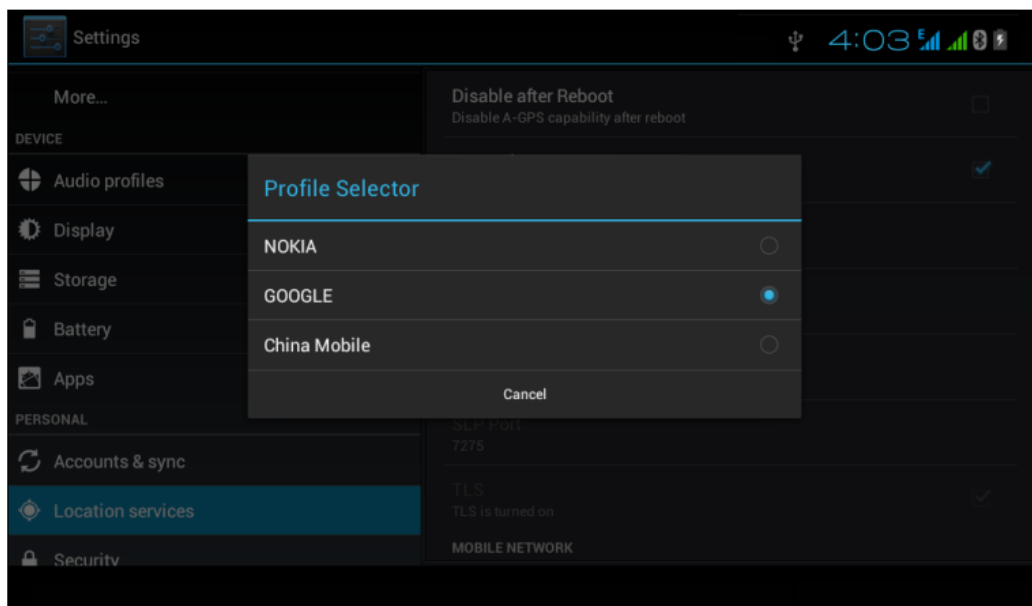 Settings
4:03
E
More...
DEVICE
Audio profiles
Display
Storage
Battery
Apps
PERSONAL
Accounts & sync
Location services
Security
Disable after Reboot
Disable A-GPS capability after reboot
Profile Selector
NOKIA
GOOGLE
China Mobile
Cancel
SLP Port
7275
TLS
TLS is turned on
MOBILE NETWORK